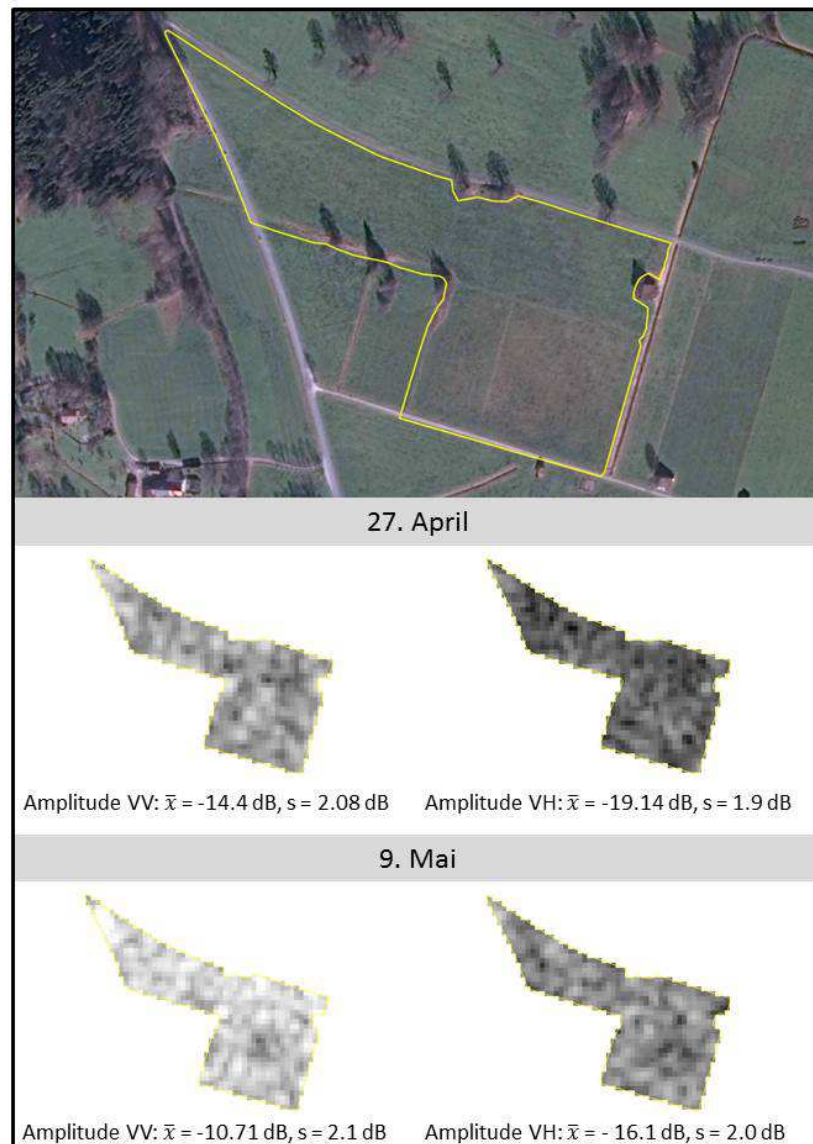 27. April
Amplitude VV: x̅ = -14.4 dB, s = 2.08 dB
Amplitude VH: x̅ = -19.14 dB, s = 1.9 dB
9. Mai
Amplitude VV: x̅ = -10.71 dB, s = 2.1 dB
Amplitude VH: x̅ = - 16.1 dB, s = 2.0 dB